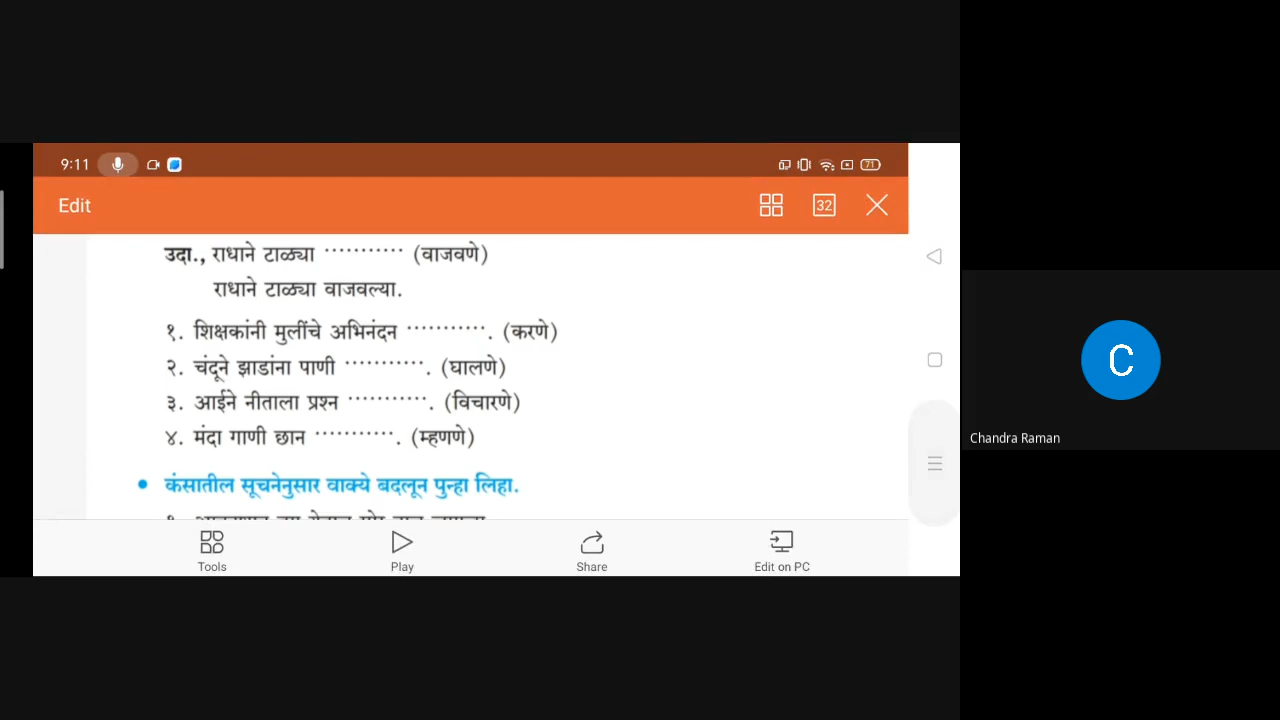 9:11
71
Edit
32
उदा., राधाने टाळ्या ........... (वाजवणे)
राधाने टाळ्या वाजवल्या.
१. शिक्षकांनी मुलींचे अभिनंदन ........... . (करणे)
२. चंदूने झाडांना पाणी ........... . (घालणे)
३. आईने नीताला प्रश्न ........... . (विचारणे)
४. मंदा गाणी छान ........... . (म्हणणे)
• कंसातील सूचनेनुसार वाक्ये बदलून पुन्हा लिहा.
Tools
Play
Share
Edit on PC
C
Chandra Raman